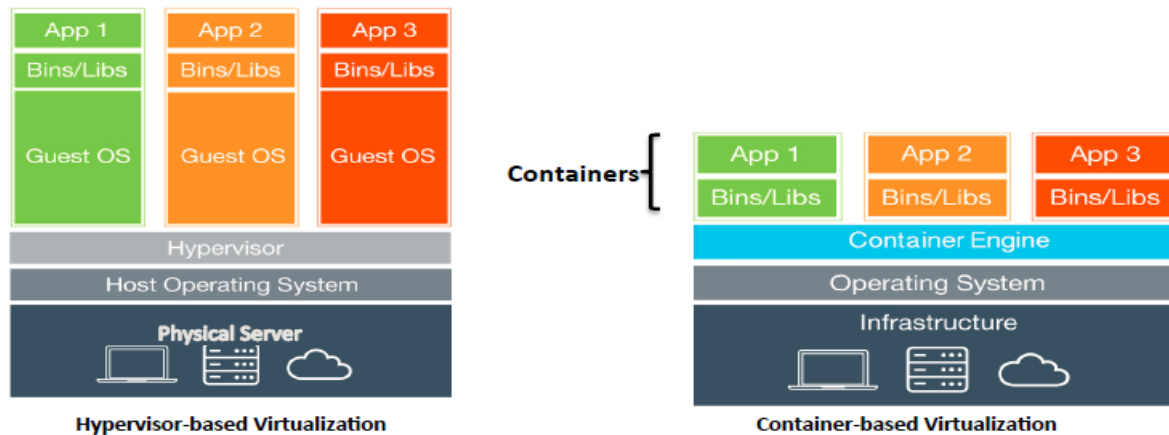 App 1
App 2
App 3
Bins/Libs
Bins/Libs
Bins/Libs
Guest OS
Guest OS
Guest OS
Hypervisor
Host Operating System
Physical Server
Hypervisor-based Virtualization
Containers
App 1
App 2
App 3
Bins/Libs
Bins/Libs
Bins/Libs
Container Engine
Operating System
Infrastructure
Container-based Virtualization